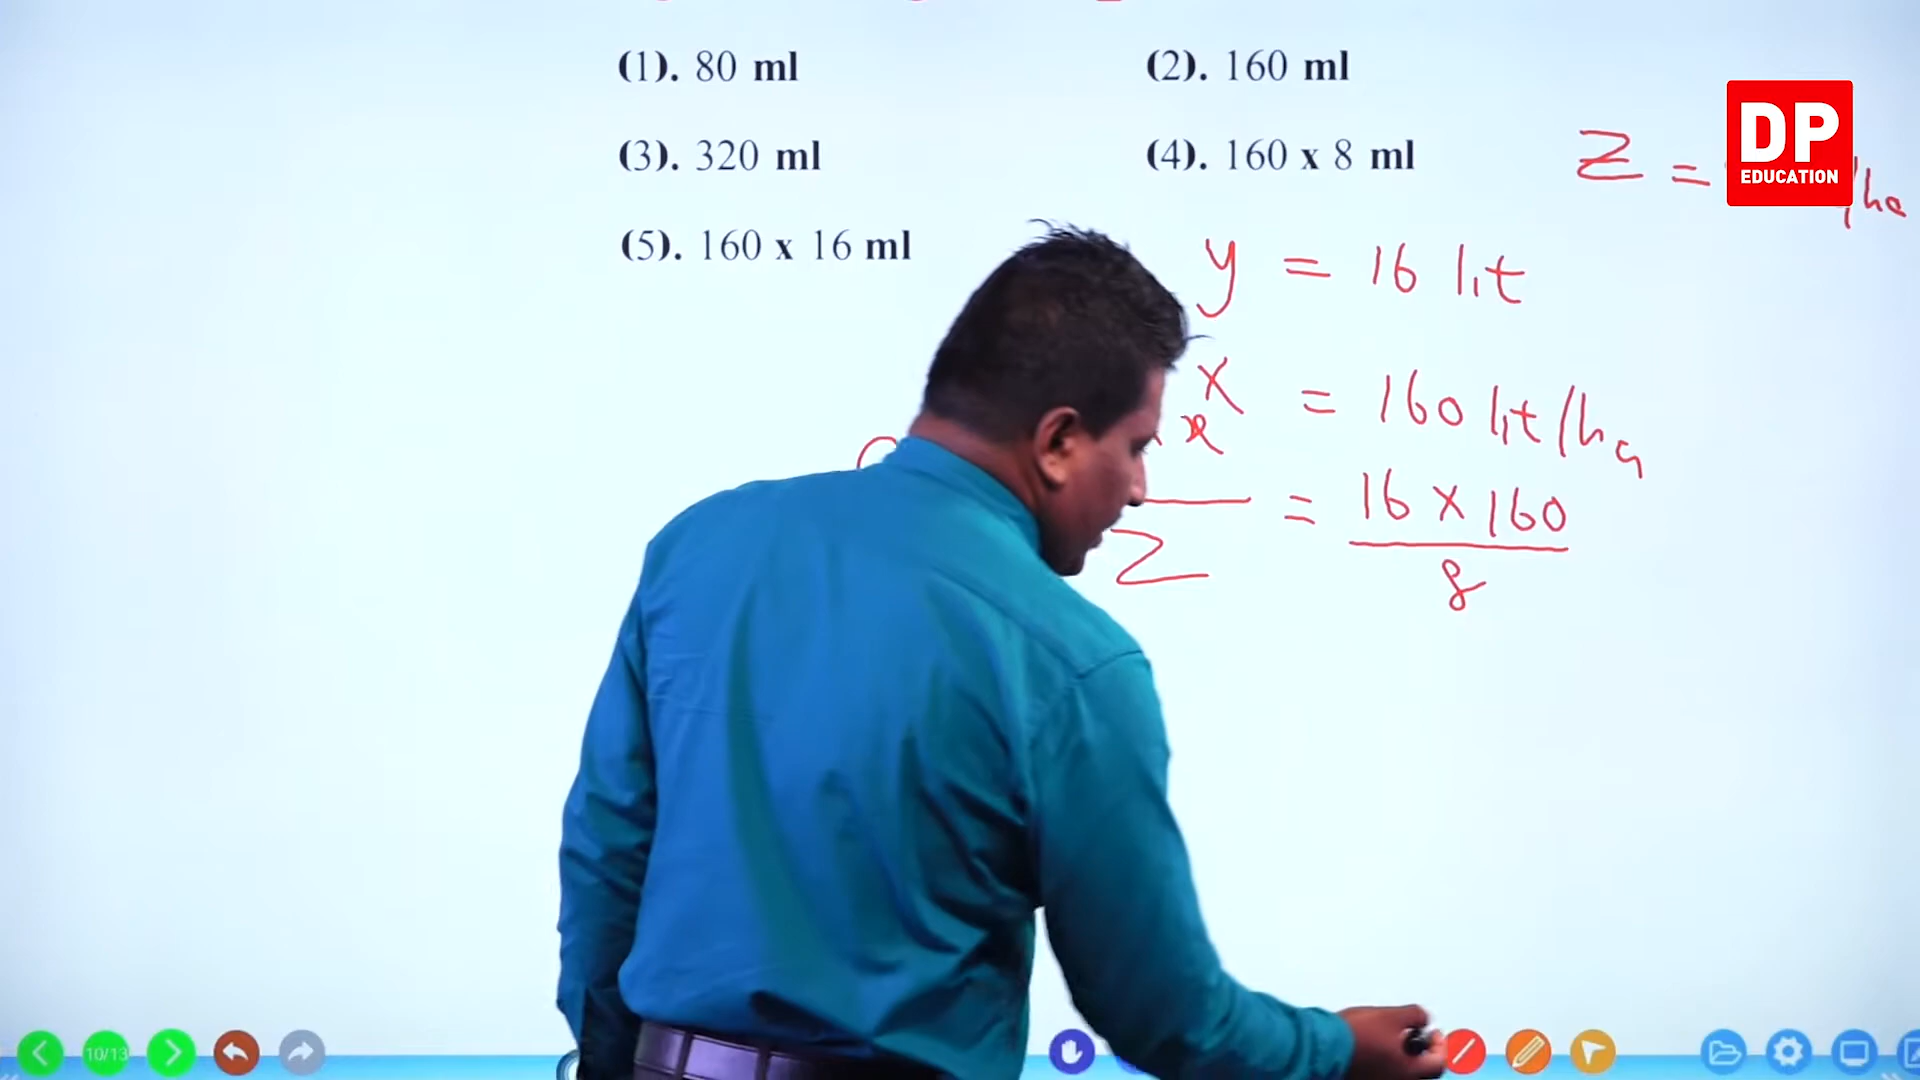 (1). 80 ml
(2). 160 ml
(3). 320 ml
(4). 160 x 8 ml
(5). 160 x 16 ml
DP
EDUCATION
Z =
/ha
y = 16 lit
x = 160 lit/ha
x
Z
= 16 x 160
8
10/13